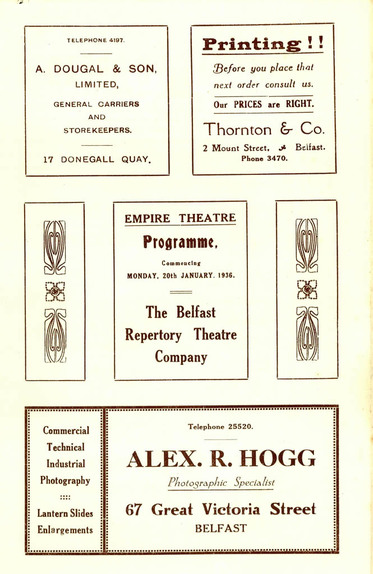 TELEPHONE 4197.
A. DOUGAL & SON,
LIMITED,
GENERAL CARRIERS
AND
STOREKEEPERS.
17 DONEGALL QUAY.
Printing!!
Before you place that
next order consult us.
Our PRICES are RIGHT.
Thornton & Co.
2 Mount Street, Belfast.
Phone 3470.
EMPIRE THEATRE
Programme.
Commencing
MONDAY, 20th JANUARY. 1936.
The Belfast
Repertory Theatre
Company
Commercial
Technical
Industrial
Photography
::::
Lantern Slides
Enlargements
Telephone 25520.
ALEX. R. HOGG
Photographic Specialist
67 Great Victoria Street
BELFAST